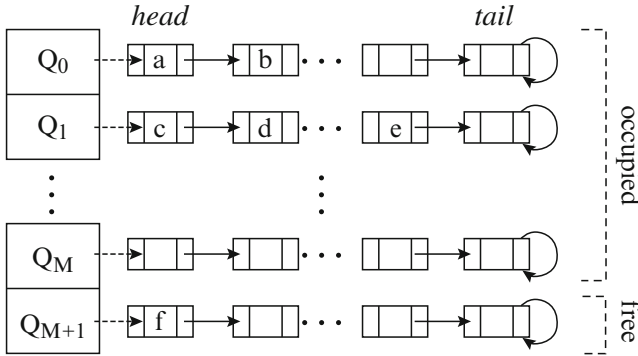 head tail
Q0 a b
Q1 c d e
QM
QM+1 f
occupied
free